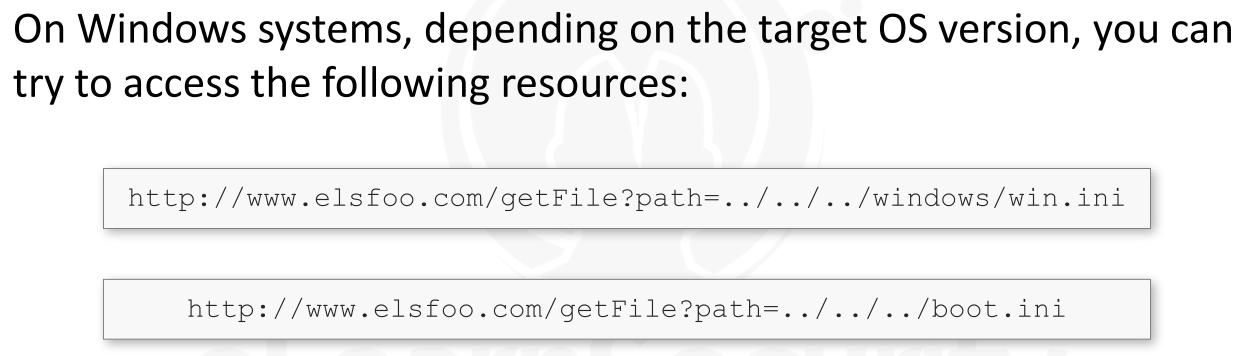 On Windows systems, depending on the target OS version, you can
try to access the following resources:
http://www.elsfoo.com/getFile?path=../../../windows/win.ini
http://www.elsfoo.com/getFile?path=../../../boot.ini